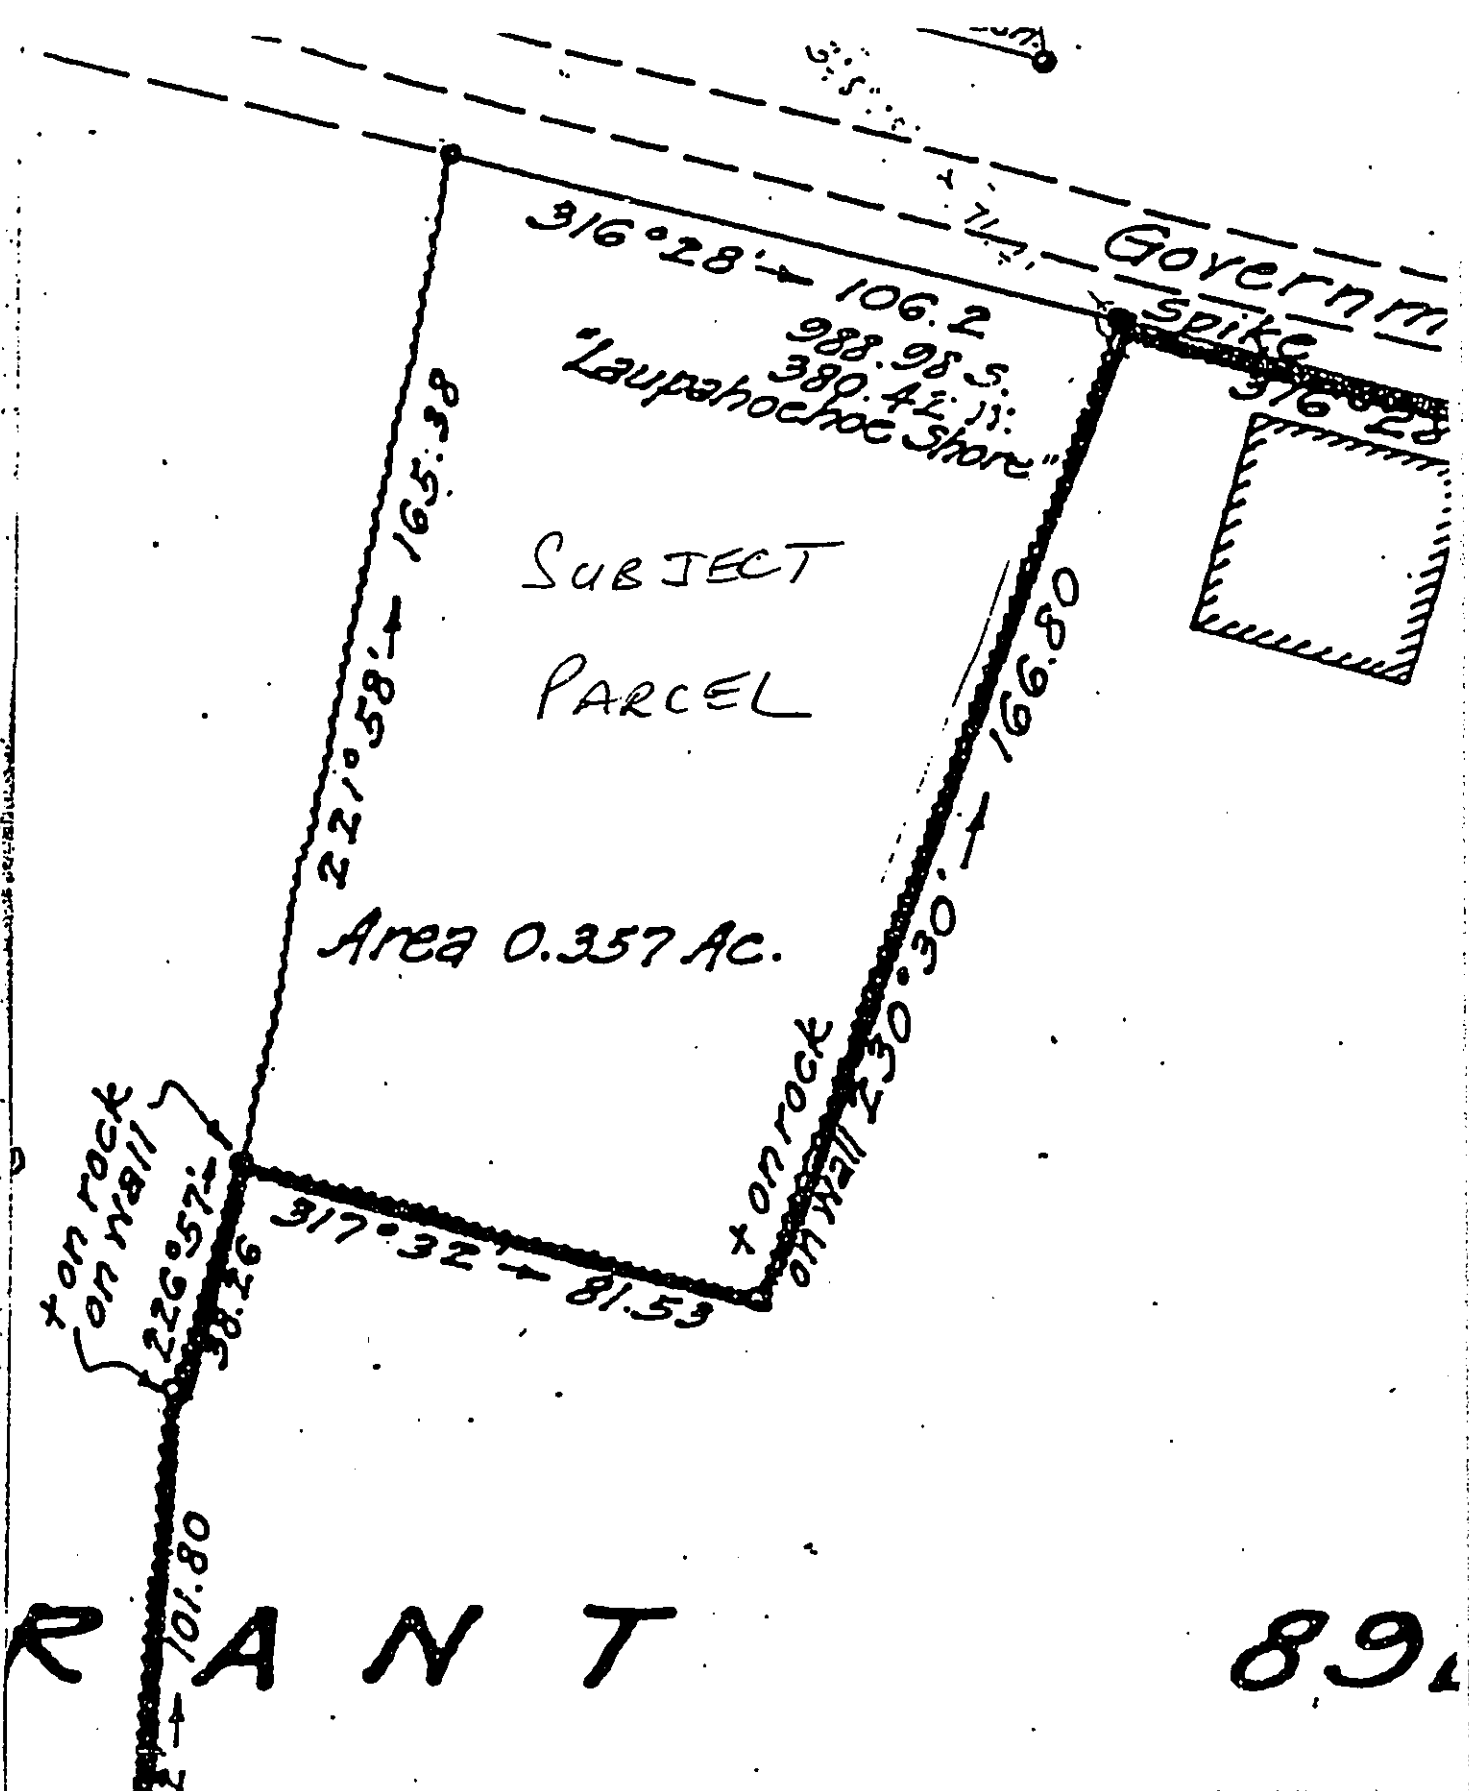 Governm
spike
316°28' → 106.2
988.98 S.
380.42
"Laupahoehoe Shore"
316°28
221°58' → 165.38
SUBJECT
PARCEL
166.80
230°30' →
Area 0.357 Ac.
+ on rock
on wall
+ on rock
on wall
226°57' →
38.26
317°32' → 81.53
101.80
RANT
89